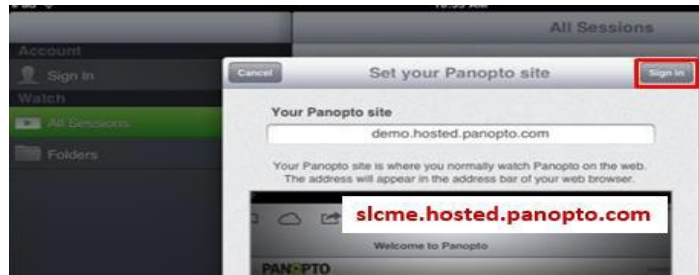 All Sessions
Account
Sign In
Cancel
Set your Panopto site
Sign in
Watch
Your Panopto site
All Sessions
demo.hosted.panopto.com
Folders
Your Panopto site is where you normally watch Panopto on the web.
The address will appear in the address bar of your web browser.
slcme.hosted.panopto.com
Welcome to Panopto
PANOPTO